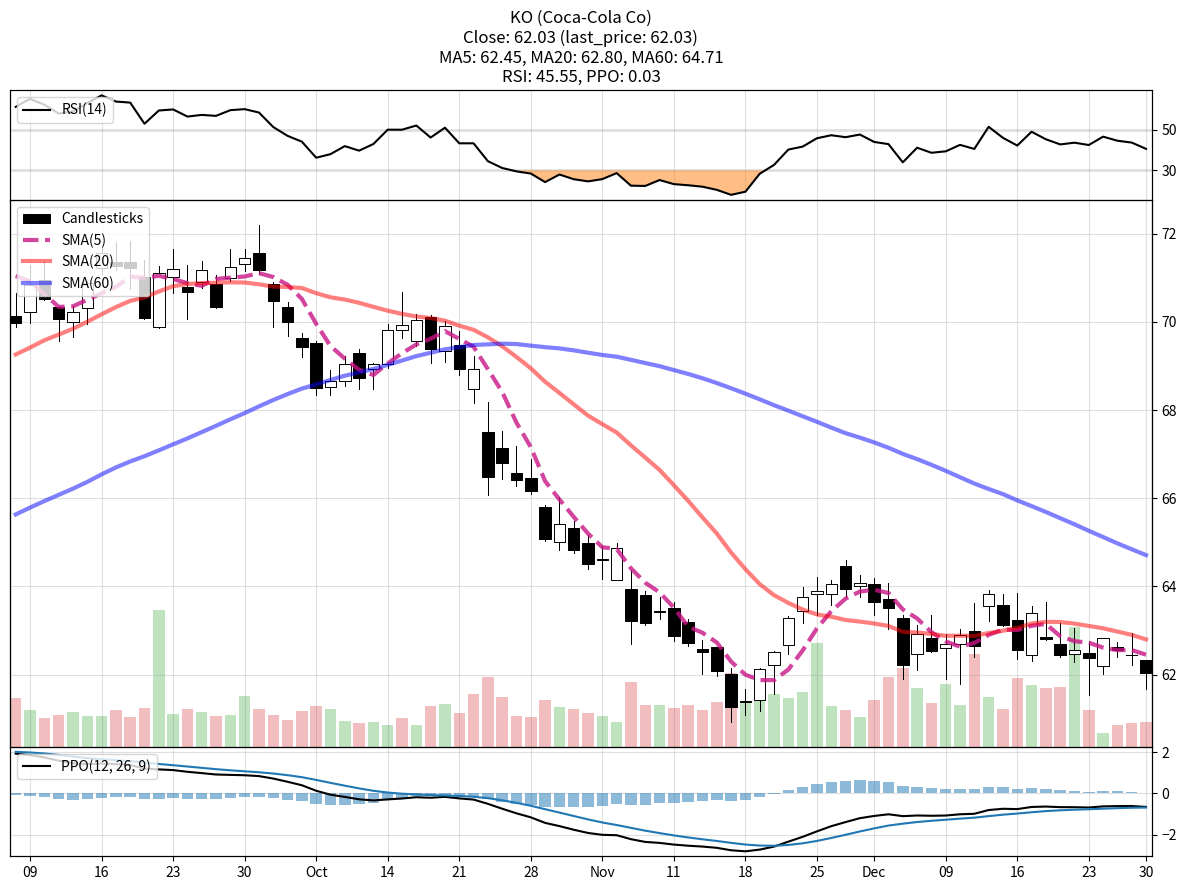 KO (Coca-Cola Co)
Close: 62.03 (last_price: 62.03)
MA5: 62.45, MA20: 62.80, MA60: 64.71
RSI: 45.55, PPO: 0.03
RSI(14)
50
30
Candlesticks
SMA(5)
SMA(20)
SMA(60)
72
70
68
66
64
62
PPO(12, 26, 9)
2
0
−2
09 16 23 30 Oct 14 21 28 Nov 11 18 25 Dec 09 16 23 30